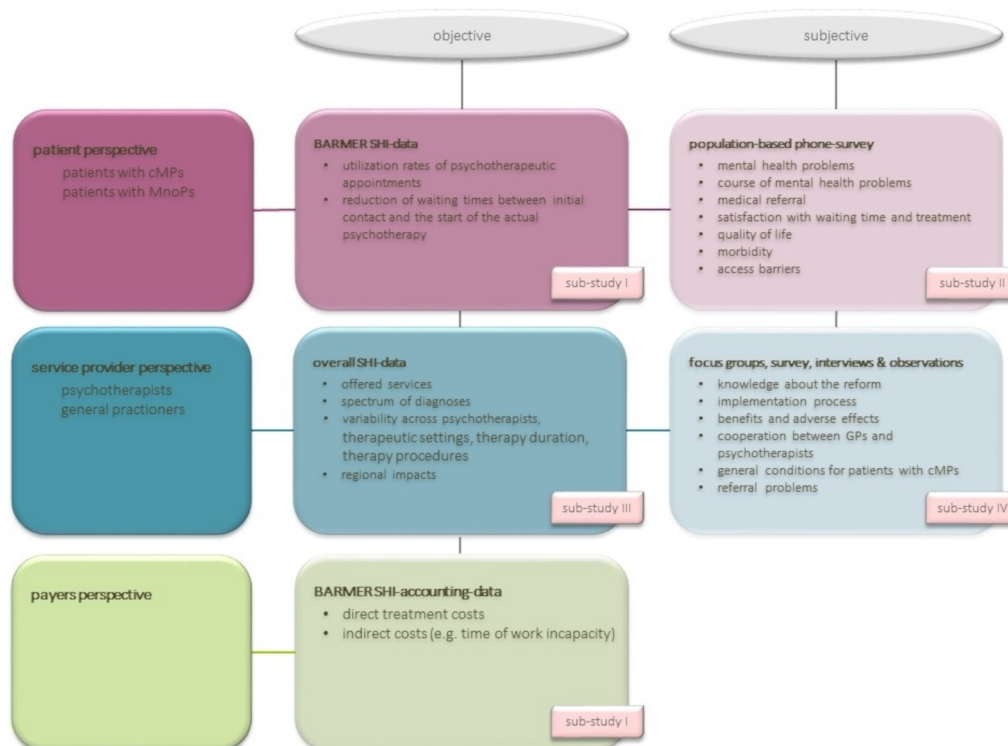 objective
subjective
patient perspective
patients with cMPs
patients with MnoPs
BARMER SHI-data
• utilization rates of psychotherapeutic
appointments
• reduction of waiting times between initial
contact and the start of the actual
psychotherapy
sub-study I
population-based phone-survey
• mental health problems
• course of mental health problems
• medical referral
• satisfaction with waiting time and treatment
• quality of life
• morbidity
• access barriers
sub-study II
service provider perspective
psychotherapists
general practioners
overall SHI-data
• offered services
• spectrum of diagnoses
• variability across psychotherapists,
therapeutic settings, therapy duration,
therapy procedures
• regional impacts
sub-study III
focus groups, survey, interviews & observations
• knowledge about the reform
• implementation process
• benefits and adverse effects
• cooperation between GPs and
psychotherapists
• general conditions for patients with cMPs
• referral problems
sub-study IV
payers perspective
BARMER SHI-accounting-data
• direct treatment costs
• indirect costs (e.g. time of work incapacity)
sub-study I